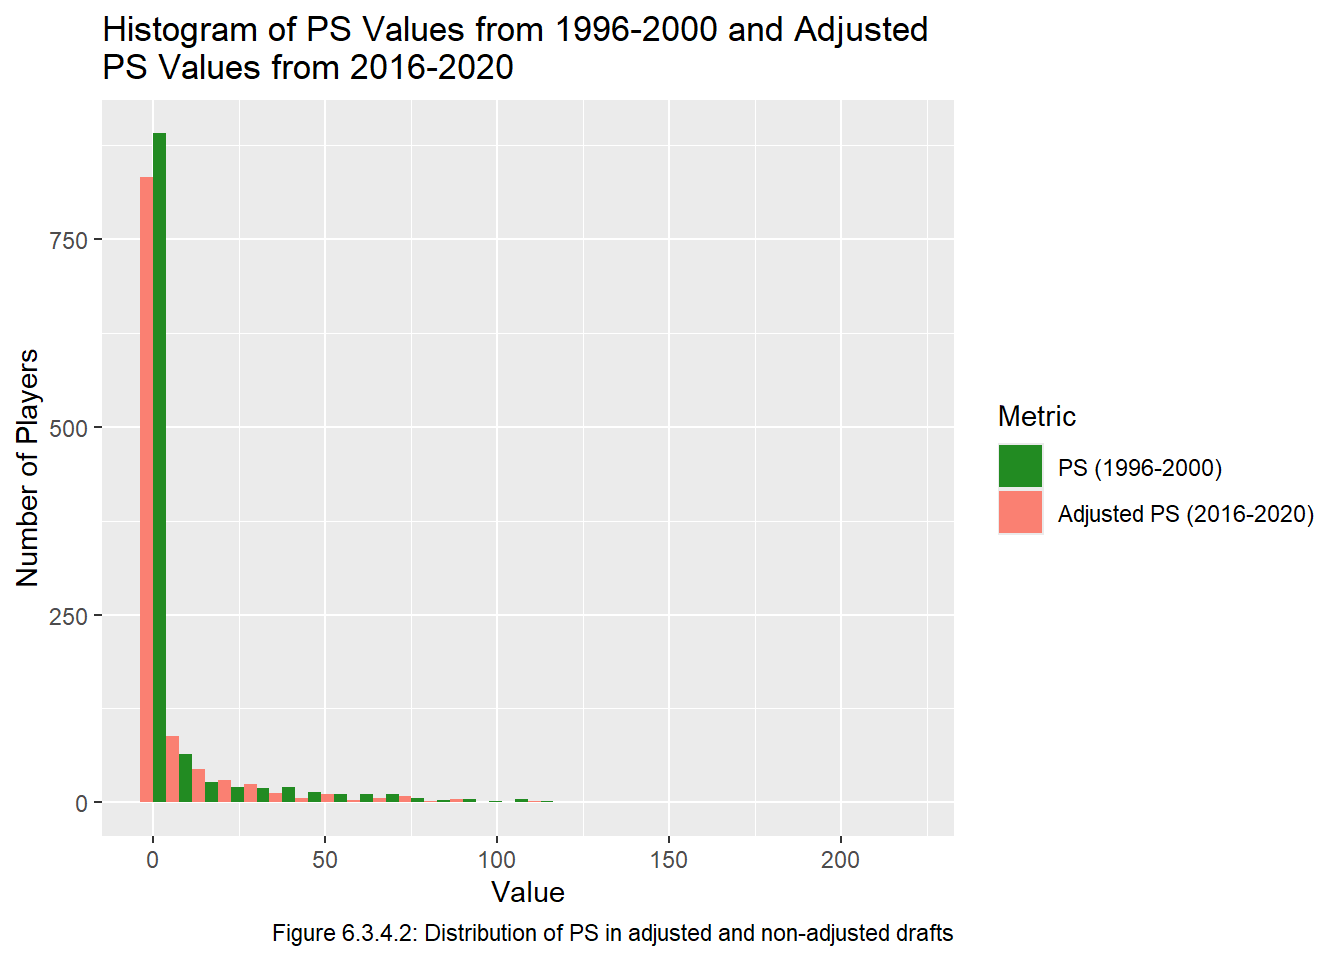 Histogram of PS Values from 1996-2000 and Adjusted
PS Values from 2016-2020
Number of Players
750
500
250
0
0
50
100
150
200
Value
Metric
PS (1996-2000)
Adjusted PS (2016-2020)
Figure 6.3.4.2: Distribution of PS in adjusted and non-adjusted drafts